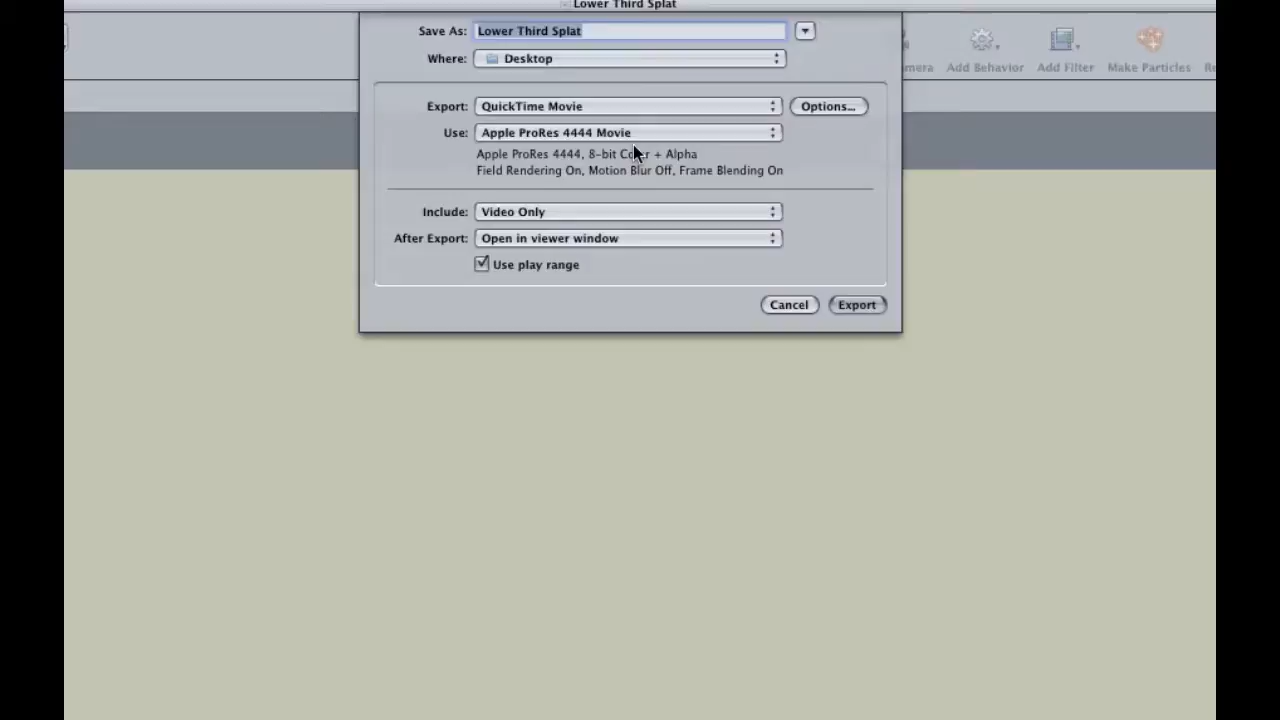 Lower Third Splat
Save As: Lower Third Splat
Where: Desktop
Add Behavior Add Filter Make Particles
Export: QuickTime Movie Options...
Use: Apple ProRes 4444 Movie
Apple ProRes 4444, 8-bit Color + Alpha
Field Rendering On, Motion Blur Off, Frame Blending On
Include: Video Only
After Export: Open in viewer window
Use play range
Cancel Export